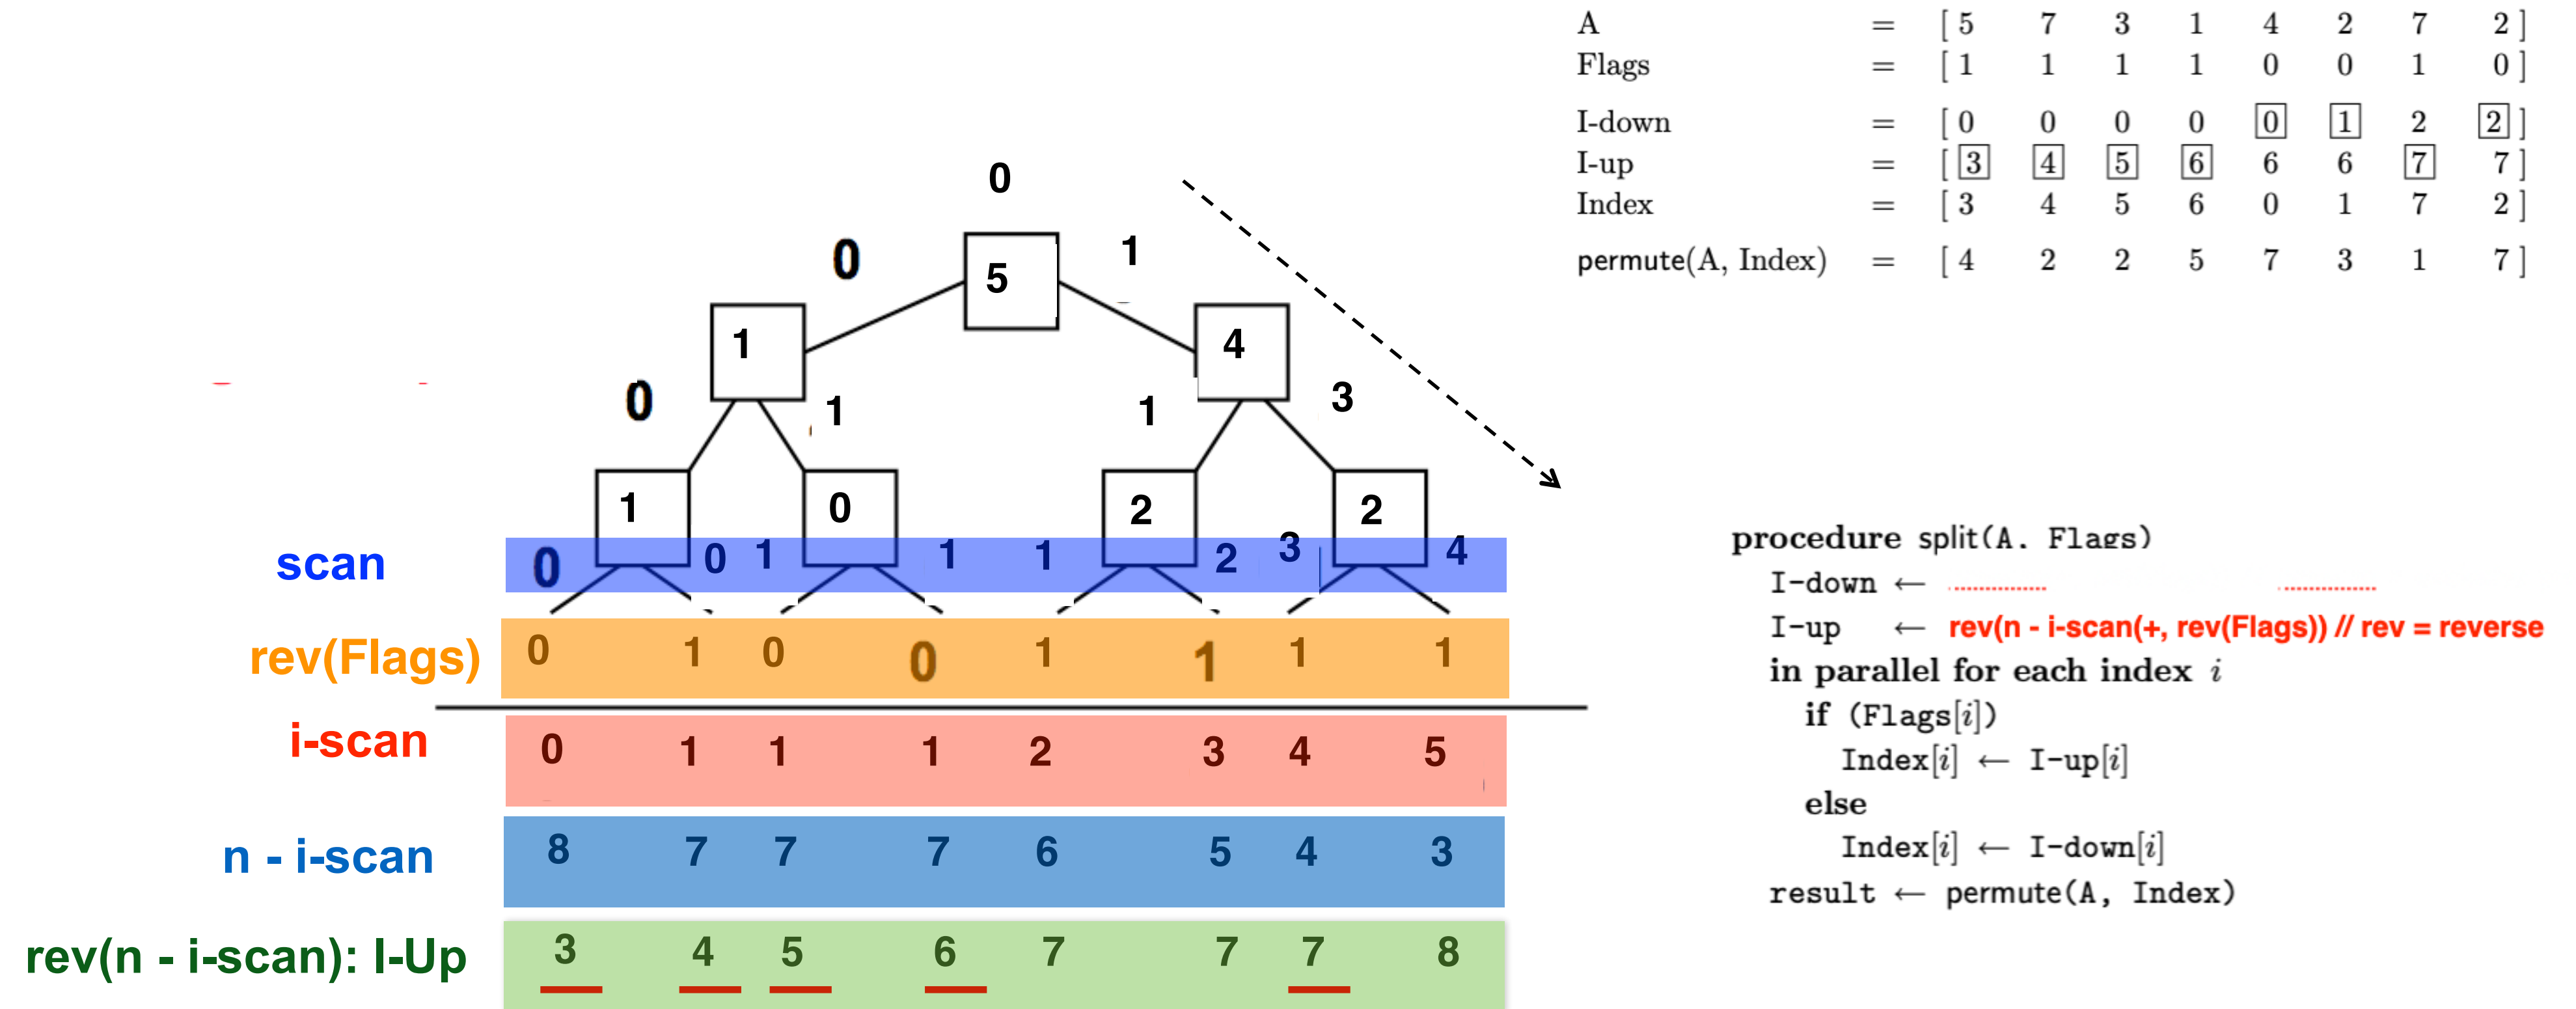 A = [ 5 7 3 1 4 2 7 2 ]
Flags = [ 1 1 1 1 0 0 1 0 ]
I-down = [ 0 0 0 0 0 1 2 2 ]
I-up = [ 3 4 5 6 6 6 7 7 ]
Index = [ 3 4 5 6 0 1 7 2 ]
permute(A, Index) = [ 4 2 2 5 7 3 1 7 ]
0
0 5 1
1 4
0 1 1 3
1 0 2 2
scan 0 0 1 1 1 2 3 4
rev(Flags) 0 1 0 0 1 1 1 1
i-scan 0 1 1 1 2 3 4 5
n - i-scan 8 7 7 7 6 5 4 3
rev(n - i-scan): I-Up 3 4 5 6 7 7 7 8
procedure split(A. Flags)
I-down ←
I-up ← rev(n - i-scan(+, rev(Flags)) // rev = reverse
in parallel for each index i
if (Flags[i])
Index[i] ← I-up[i]
else
Index[i] ← I-down[i]
result ← permute(A, Index)